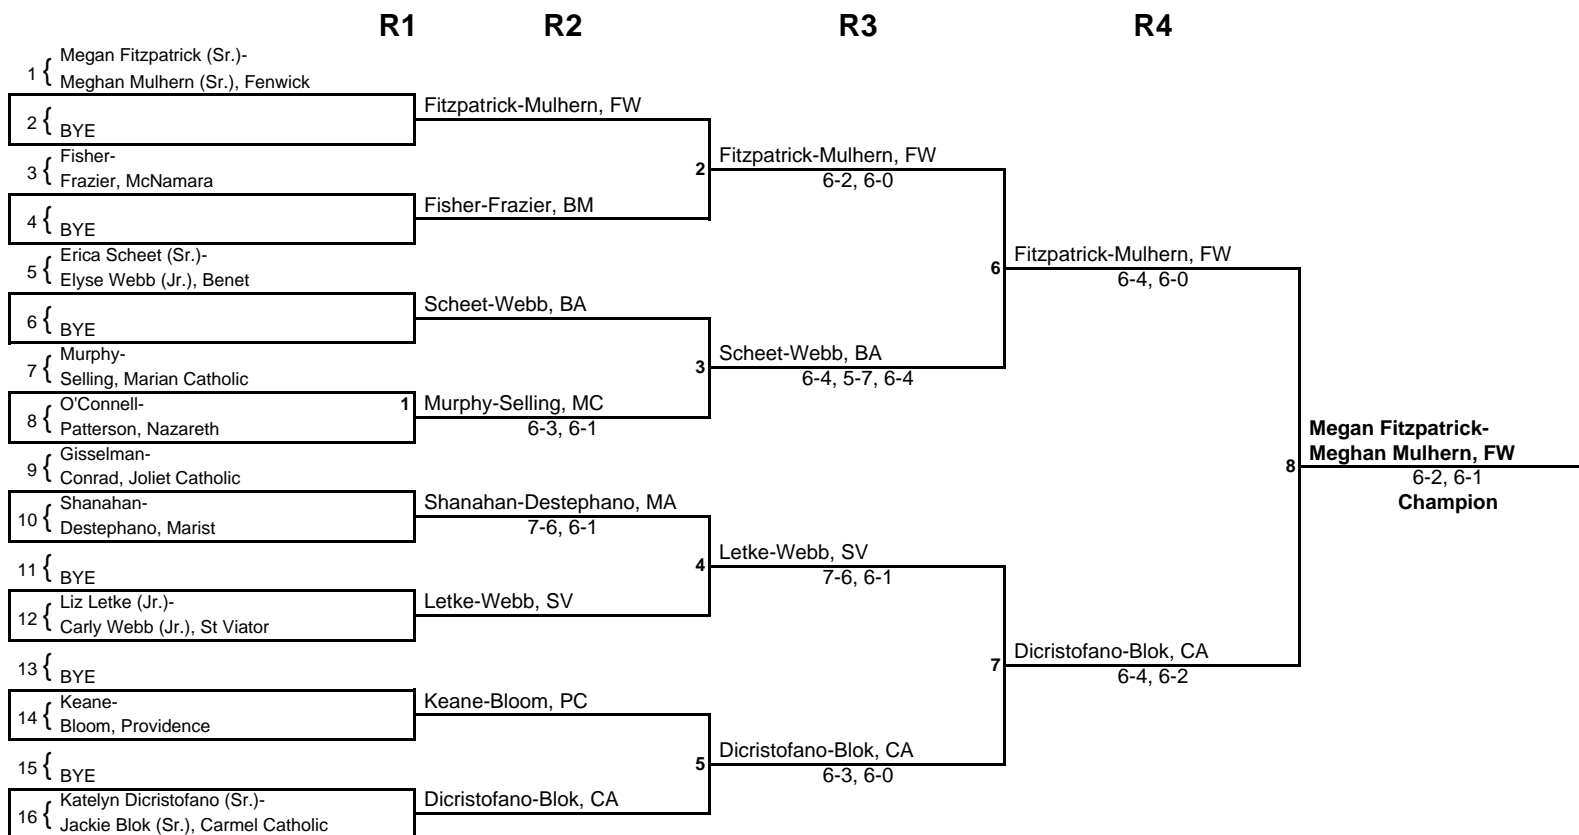 R1 R2 R3 R4
1 { Megan Fitzpatrick (Sr.)-
Meghan Mulhern (Sr.), Fenwick
2 { BYE
3 { Fisher-
Frazier, McNamara
4 { BYE
5 { Erica Scheet (Sr.)-
Elyse Webb (Jr.), Benet
6 { BYE
7 { Murphy-
Selling, Marian Catholic
8 { O'Connell-
Patterson, Nazareth
9 { Gisselman-
Conrad, Joliet Catholic
10 { Shanahan-
Destephano, Marist
11 { BYE
12 { Liz Letke (Jr.)-
Carly Webb (Jr.), St Viator
13 { BYE
14 { Keane-
Bloom, Providence
15 { BYE
16 { Katelyn Dicristofano (Sr.)-
Jackie Blok (Sr.), Carmel Catholic
Fitzpatrick-Mulhern, FW
Fisher-Frazier, BM
Scheet-Webb, BA
1 Murphy-Selling, MC
6-3, 6-1
Shanahan-Destephano, MA
7-6, 6-1
Letke-Webb, SV
Keane-Bloom, PC
Dicristofano-Blok, CA
2 Fitzpatrick-Mulhern, FW
6-2, 6-0
3 Scheet-Webb, BA
6-4, 5-7, 6-4
4 Letke-Webb, SV
7-6, 6-1
5 Dicristofano-Blok, CA
6-3, 6-0
6 Fitzpatrick-Mulhern, FW
6-4, 6-0
7 Dicristofano-Blok, CA
6-4, 6-2
8 Megan Fitzpatrick-
Meghan Mulhern, FW
6-2, 6-1
Champion